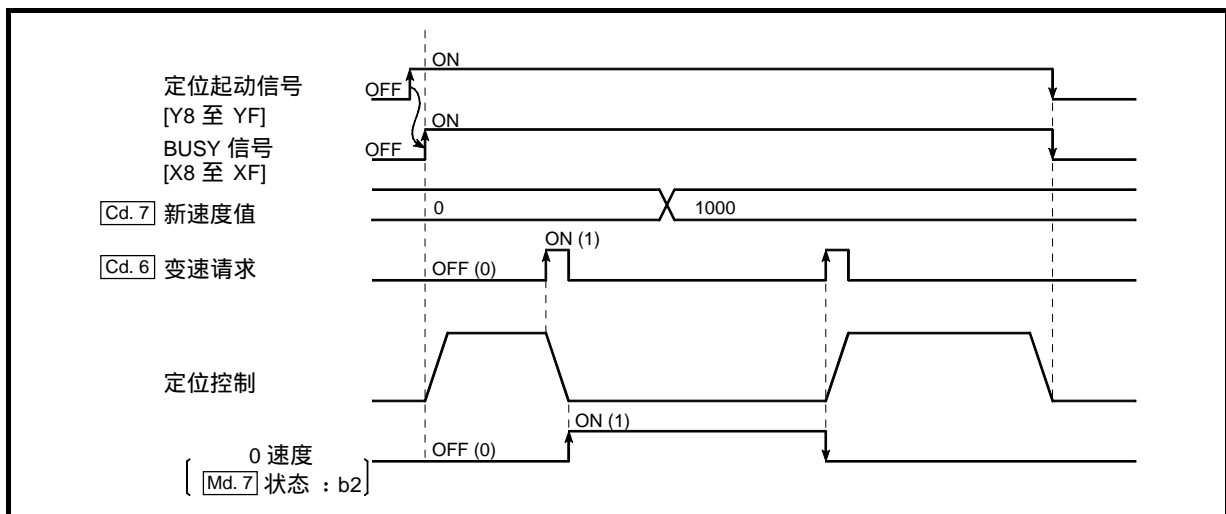 ON
定位起动信号 OFF
[Y8 至 YF]
ON
BUSY 信号 OFF
[X8 至 XF]
Cd. 7 新速度值 0 1000
ON (1)
Cd. 6 变速请求 OFF (0)
定位控制
ON (1)
0 速度 OFF (0)
Md. 7 状态 : b2